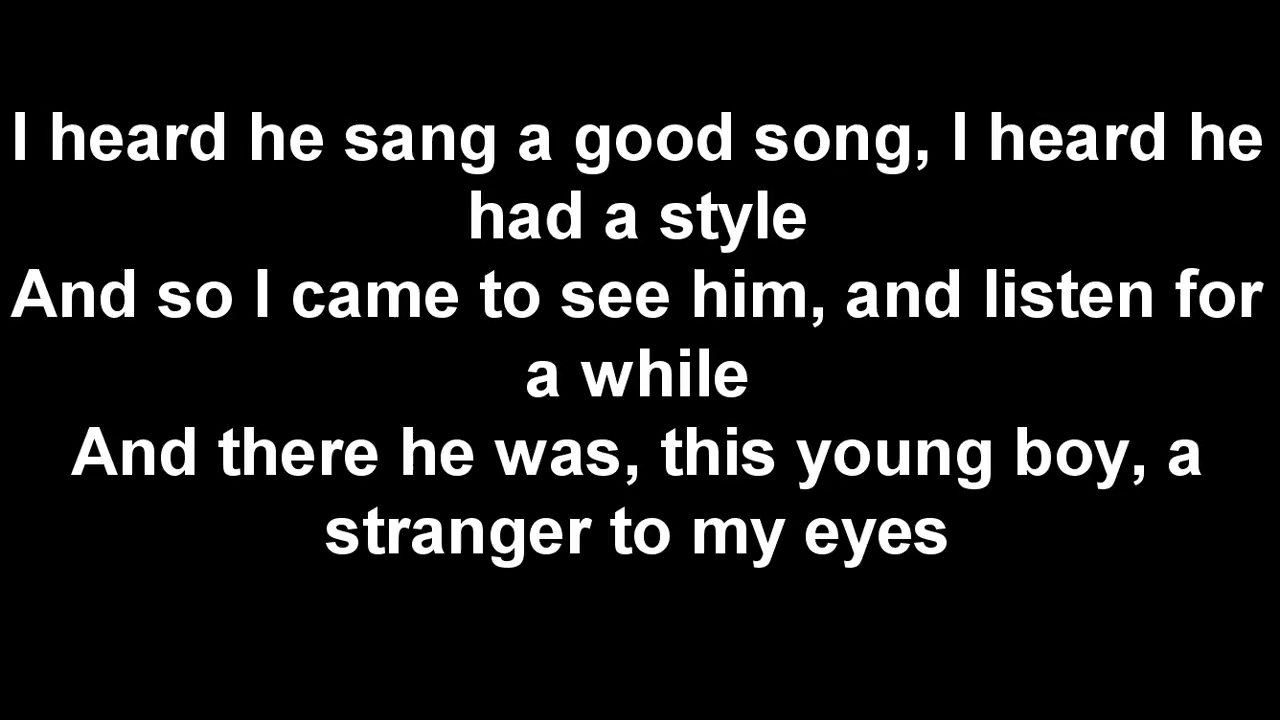 I heard he sang a good song, I heard he
had a style
And so I came to see him, and listen for
a while
And there he was, this young boy, a
stranger to my eyes